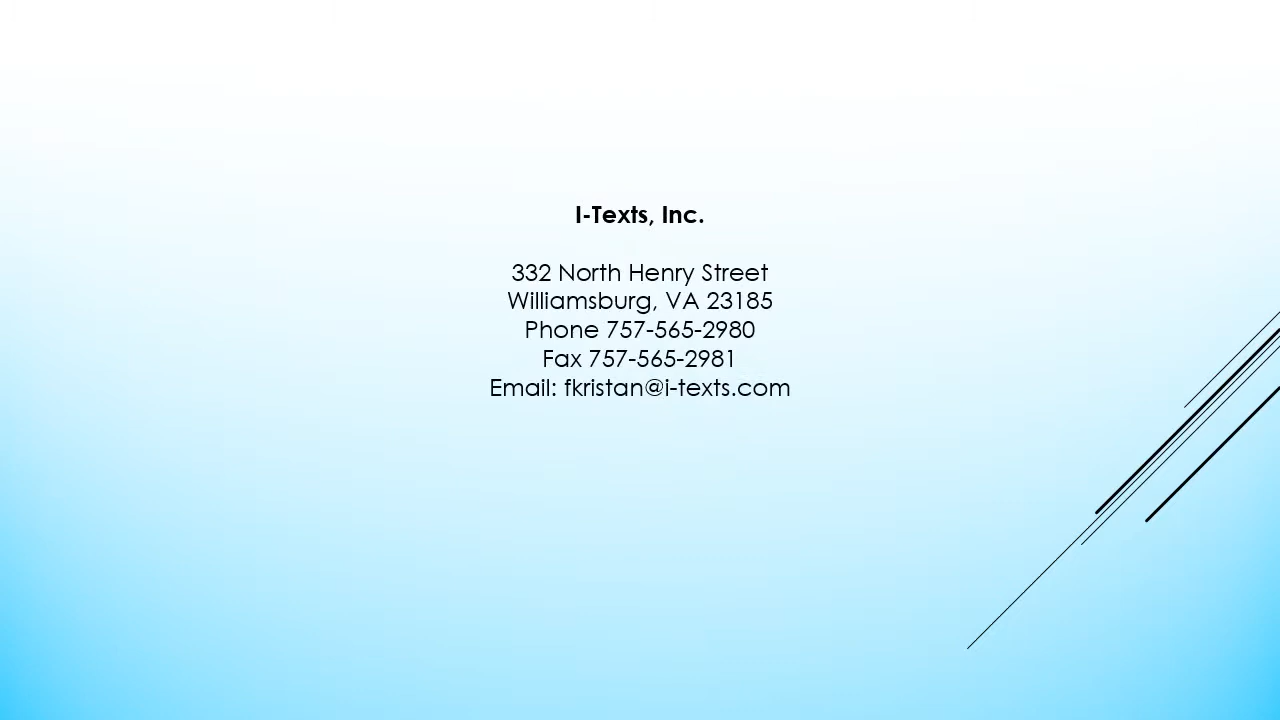 I-Texts, Inc.
332 North Henry Street
Williamsburg, VA 23185
Phone 757-565-2980
Fax 757-565-2981
Email: fkristan@i-texts.com